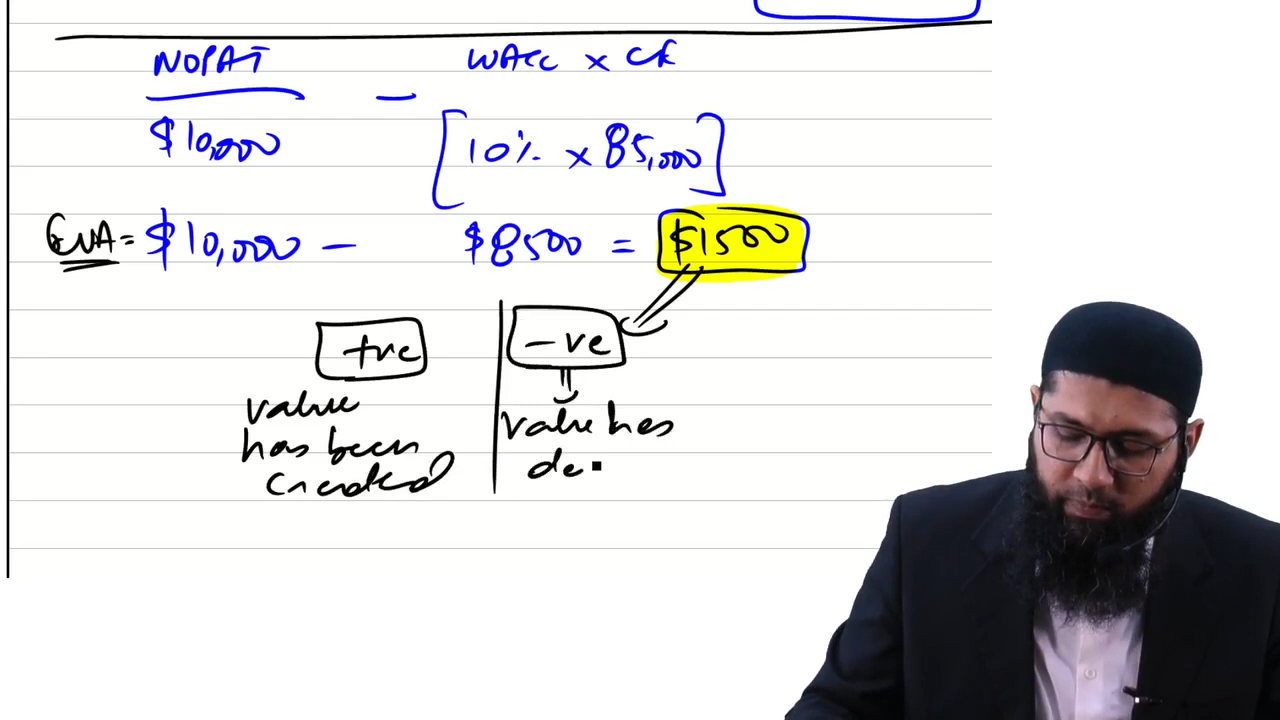 NOPAT - WACC x CE
$10,000 [10% x 85,000]
EVA = $10,000 - $8500 = $1500
+ve -ve
value value has
has been de
created